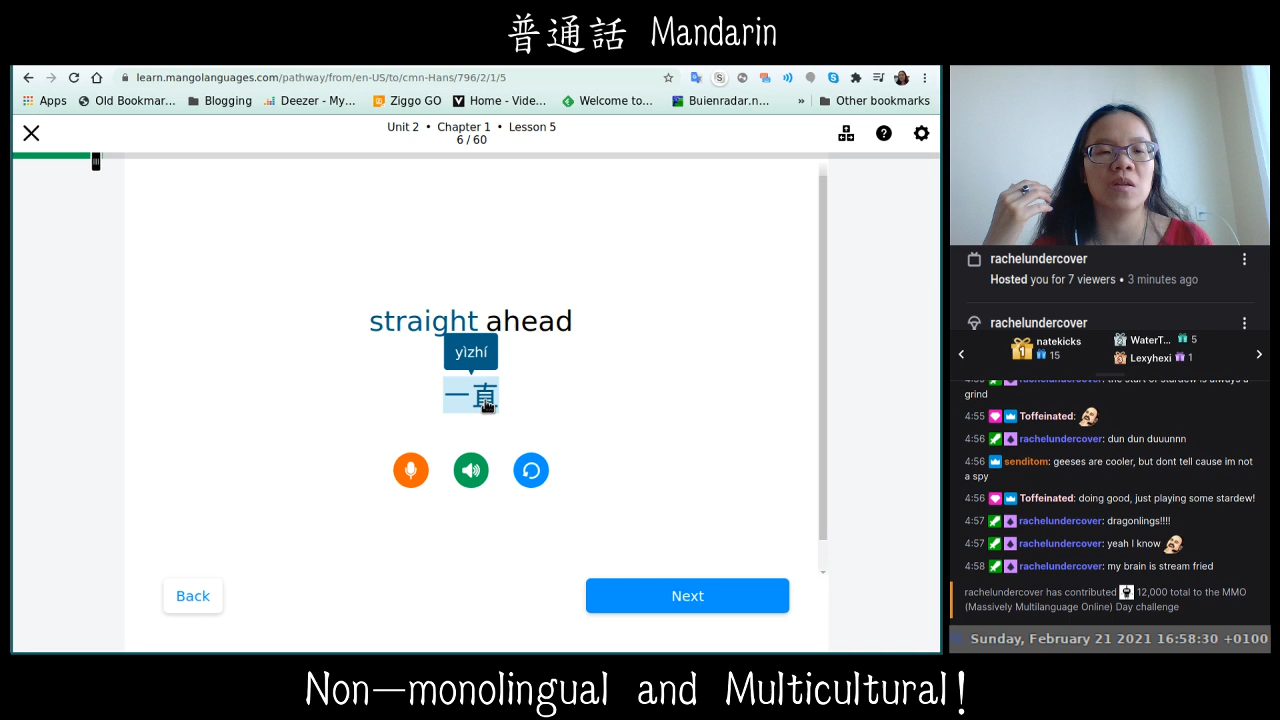 普通話 Mandarin
learn.mangolanguages.com/pathway/from/en-US/to/cmn-Hans/796/2/1/5
Apps Old Bookmar... Blogging Deezer - My... Ziggo GO Home - Vide... Welcome to... Buienradar.n... » Other bookmarks
Unit 2 • Chapter 1 • Lesson 5
6 / 60
straight ahead
yìzhí
一直
Back
Next
rachelundercover
Hosted you for 7 viewers • 3 minutes ago
rachelundercover
natekicks
15
WaterT... 5
Lexyhexi 1
grind
4:55 Toffeinated:
4:56 rachelundercover: dun dun duuunnn
4:56 senditom: geeses are cooler, but dont tell cause im not
a spy
4:56 Toffeinated: doing good, just playing some stardew!
4:57 rachelundercover: dragonlings!!!!
4:57 rachelundercover: yeah I know
4:58 rachelundercover: my brain is stream fried
rachelundercover has contributed 12,000 total to the MMO
(Massively Multilanguage Online) Day challenge
Sunday, February 21 2021 16:58:30 +0100
Non-monolingual and Multicultural!